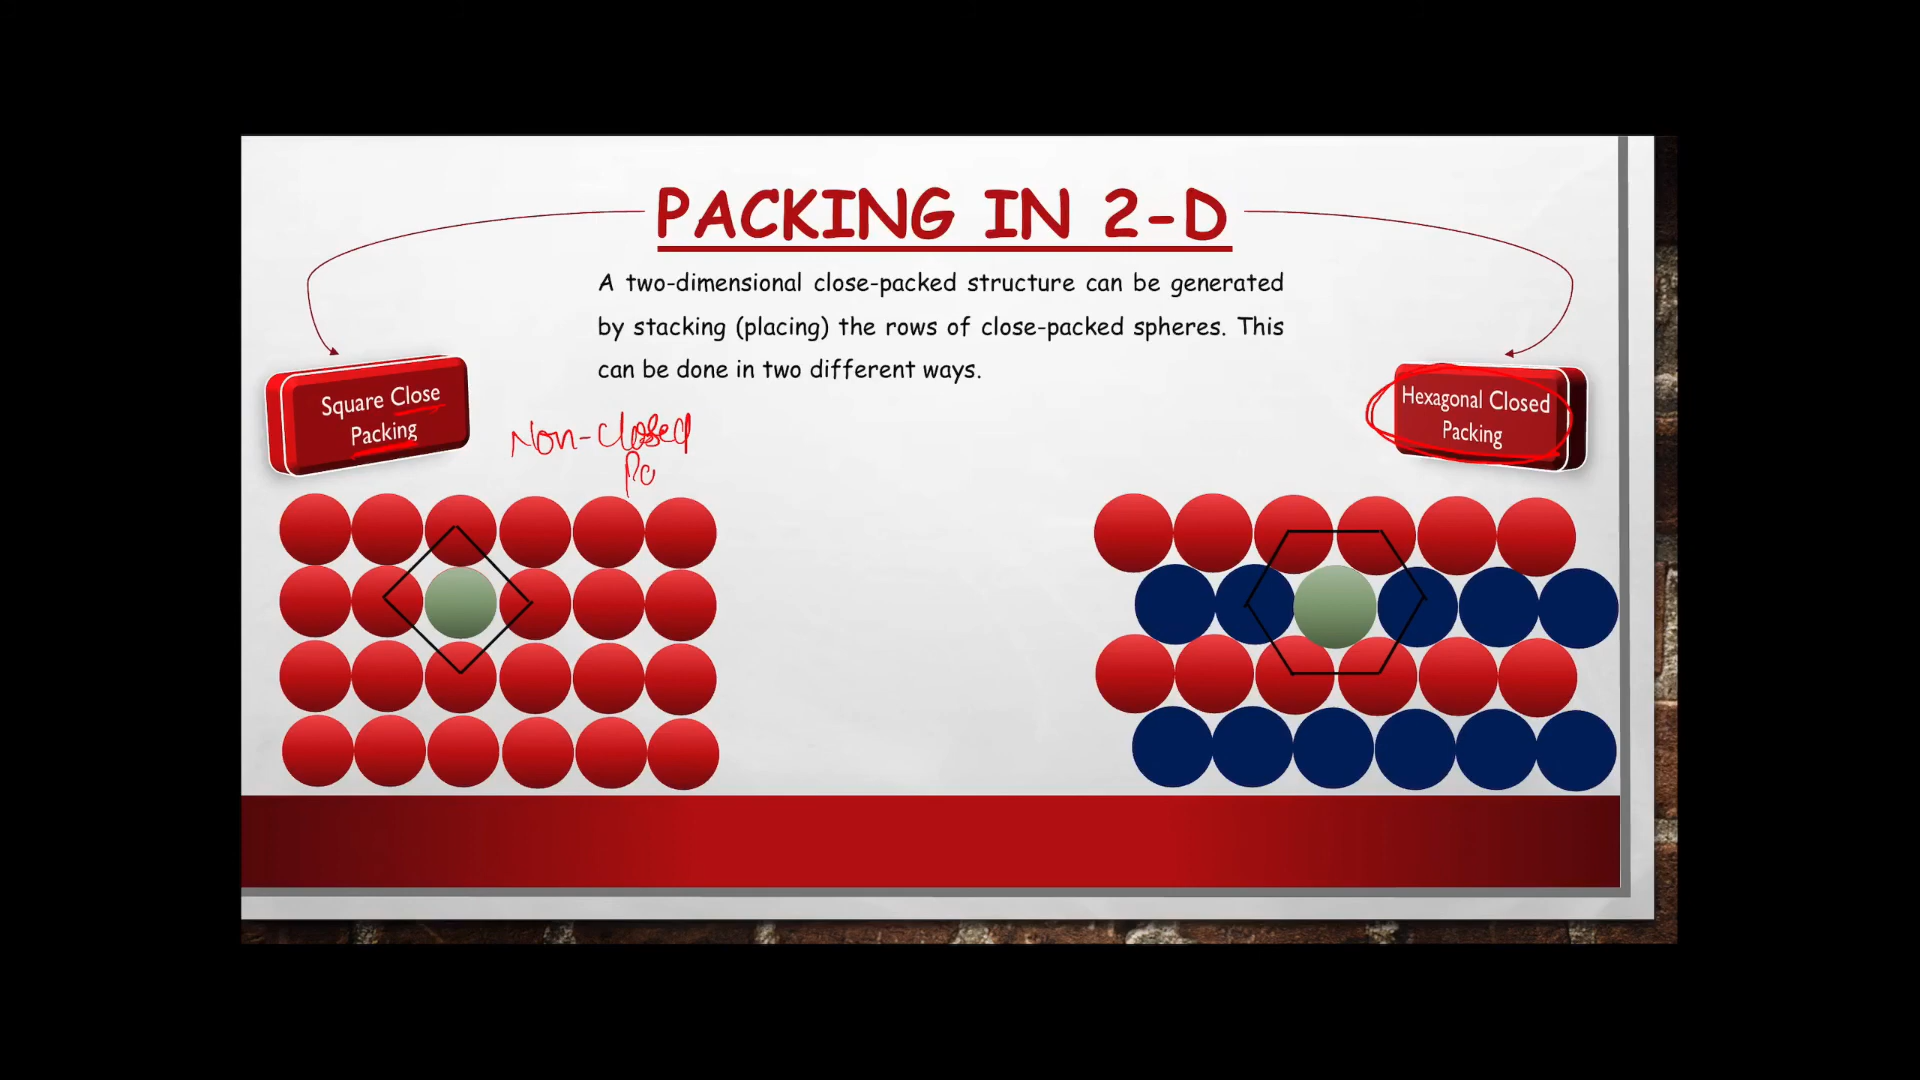 PACKING IN 2-D
A two-dimensional close-packed structure can be generated
by stacking (placing) the rows of close-packed spheres. This
can be done in two different ways.
Square Close
Packing
Non-Closed
Pc
Hexagonal Closed
Packing